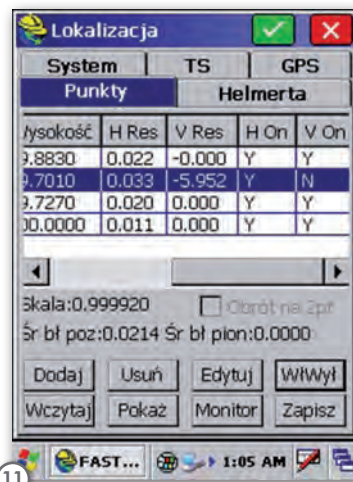 Lokalizacja
System TS GPS
Punkty Helmerta
Wysokość H Res V Res H On V On
9.8830 0.022 -0.000 Y Y
9.7010 0.033 -5.952 Y N
9.7270 0.020 0.000 Y Y
00.0000 0.011 0.000 Y Y
Skala:0.999920 Obrót na 2pt
Śr bł poz:0.0214 Śr bł pion:0.0000
Dodaj Usuń Edytuj WłWył
Wczytaj Pokaż Monitor Zapisz
FAST... 1:05 AM
11